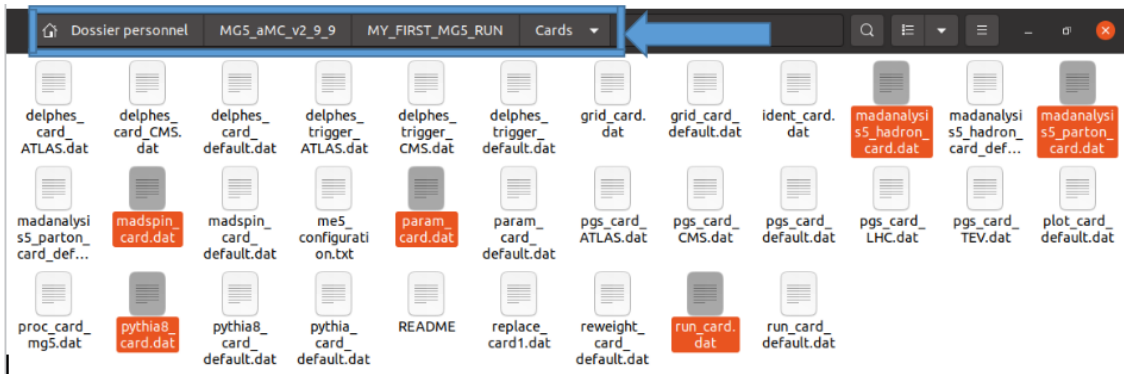 Dossier personnel MG5_aMC_v2_9_9 MY_FIRST_MG5_RUN Cards
delphes_ delphes_ delphes_ delphes_ delphes_ delphes_ grid_card. grid_card_ ident_card. madanalysi madanalysi madanalysi
card_ card_CMS. card_ trigger_ trigger_ trigger_ dat default.dat dat s5_hadron_ s5_hadron_ s5_parton_
ATLAS.dat dat default.dat ATLAS.dat CMS.dat default.dat card.dat card_def... card.dat
madanalysi madspin_ madspin_ me5_ param_ param_ pgs_card_ pgs_card_ pgs_card_ pgs_card_ pgs_card_ plot_card_
s5_parton_ card.dat card_ configurati card.dat card_ ATLAS.dat CMS.dat default.dat LHC.dat TEV.dat default.dat
card_def... default.dat on.txt default.dat
proc_card_ pythia8_ pythia8_ pythia_ README replace_ reweight_ run_card. run_card_
mg5.dat card.dat card_ card_ card1.dat card_ dat default.dat
default.dat default.dat default.dat